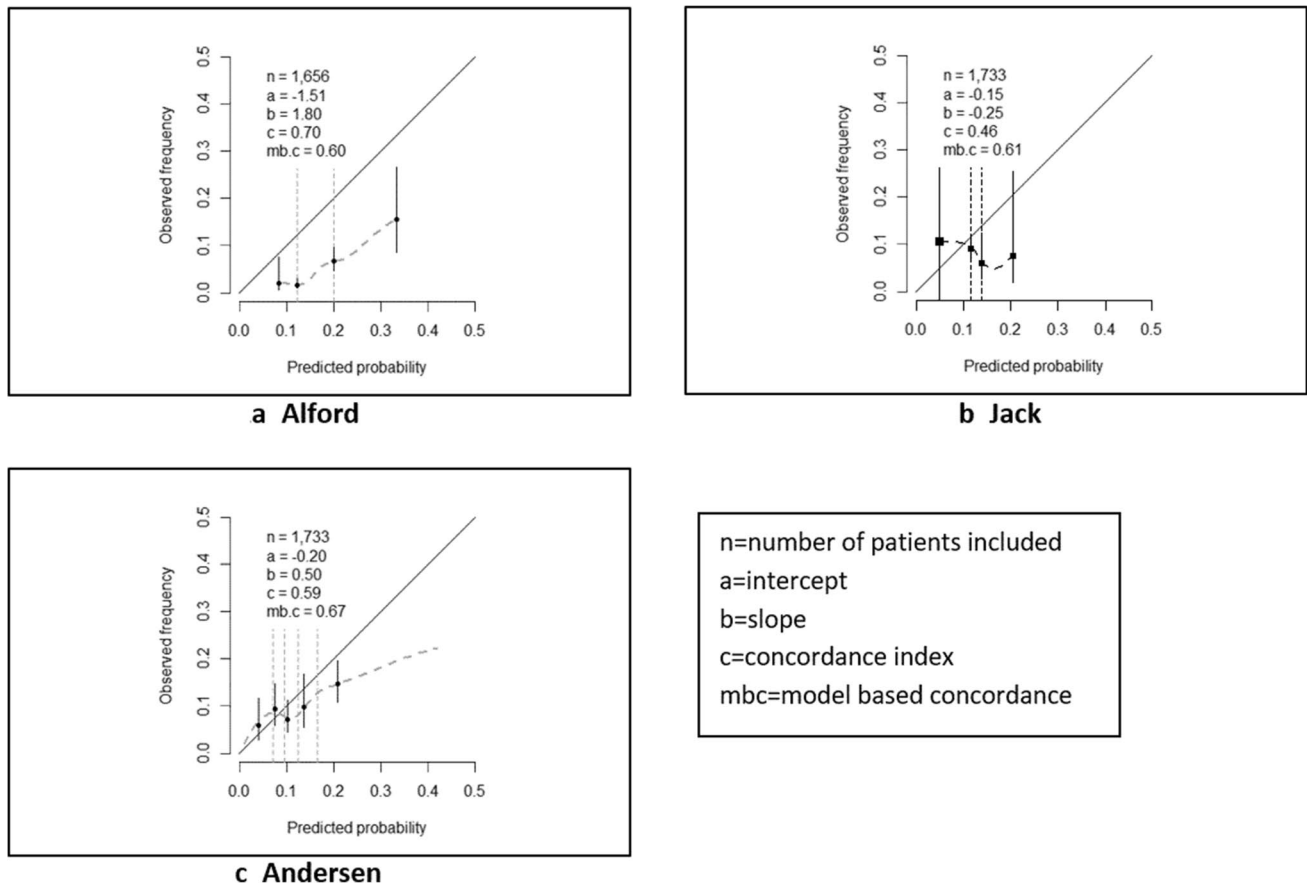 0.5
0.4
0.3
0.2
0.1
0.0
Observed frequency
n = 1,656
a = -1.51
b = 1.80
c = 0.70
mb.c = 0.60
0.0 0.1 0.2 0.3 0.4 0.5
Predicted probability
a Alford
0.5
0.4
0.3
0.2
0.1
0.0
Observed frequency
n = 1,733
a = -0.15
b = -0.25
c = 0.46
mb.c = 0.61
0.0 0.1 0.2 0.3 0.4 0.5
Predicted probability
b Jack
0.5
0.4
0.3
0.2
0.1
0.0
Observed frequency
n = 1,733
a = -0.20
b = 0.50
c = 0.59
mb.c = 0.67
0.0 0.1 0.2 0.3 0.4 0.5
Predicted probability
c Andersen
n=number of patients included
a=intercept
b=slope
c=concordance index
mbc=model based concordance